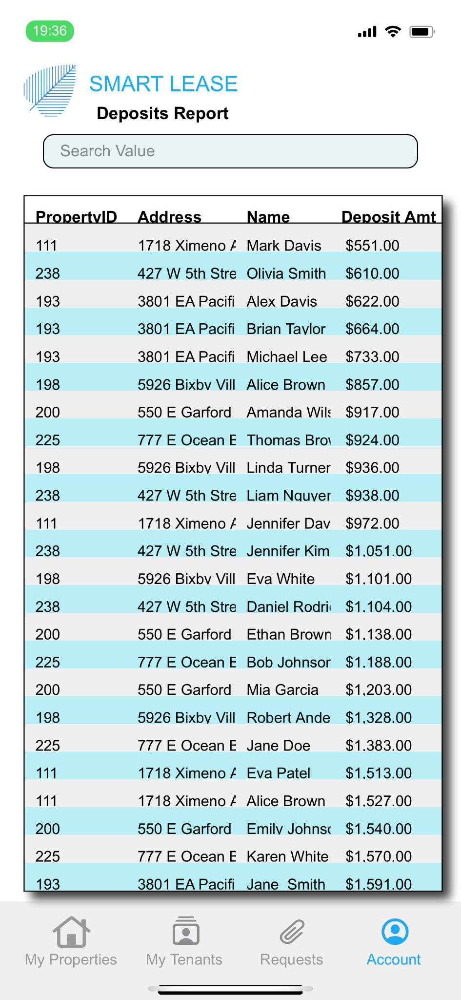 19:36
SMART LEASE
Deposits Report
Search Value
PropertyID Address Name Deposit Amt
111 1718 Ximeno A Mark Davis $551.00
238 427 W 5th Stre Olivia Smith $610.00
193 3801 EA Pacifi Alex Davis $622.00
193 3801 EA Pacifi Brian Taylor $664.00
193 3801 EA Pacifi Michael Lee $733.00
198 5926 Bixby Vill Alice Brown $857.00
200 550 E Garford Amanda Wils $917.00
225 777 E Ocean B Thomas Brow $924.00
198 5926 Bixby Vill Linda Turner $936.00
238 427 W 5th Stre Liam Nguyen $938.00
111 1718 Ximeno A Jennifer Dav $972.00
238 427 W 5th Stre Jennifer Kim $1,051.00
198 5926 Bixby Vill Eva White $1,101.00
238 427 W 5th Stre Daniel Rodri $1,104.00
200 550 E Garford Ethan Brown $1,138.00
225 777 E Ocean B Bob Johnson $1,188.00
200 550 E Garford Mia Garcia $1,203.00
198 5926 Bixby Vill Robert Ande $1,328.00
225 777 E Ocean B Jane Doe $1,383.00
111 1718 Ximeno A Eva Patel $1,513.00
111 1718 Ximeno A Alice Brown $1,527.00
200 550 E Garford Emily Johnso $1,540.00
225 777 E Ocean B Karen White $1,570.00
193 3801 EA Pacifi Jane Smith $1,591.00
My Properties My Tenants Requests Account